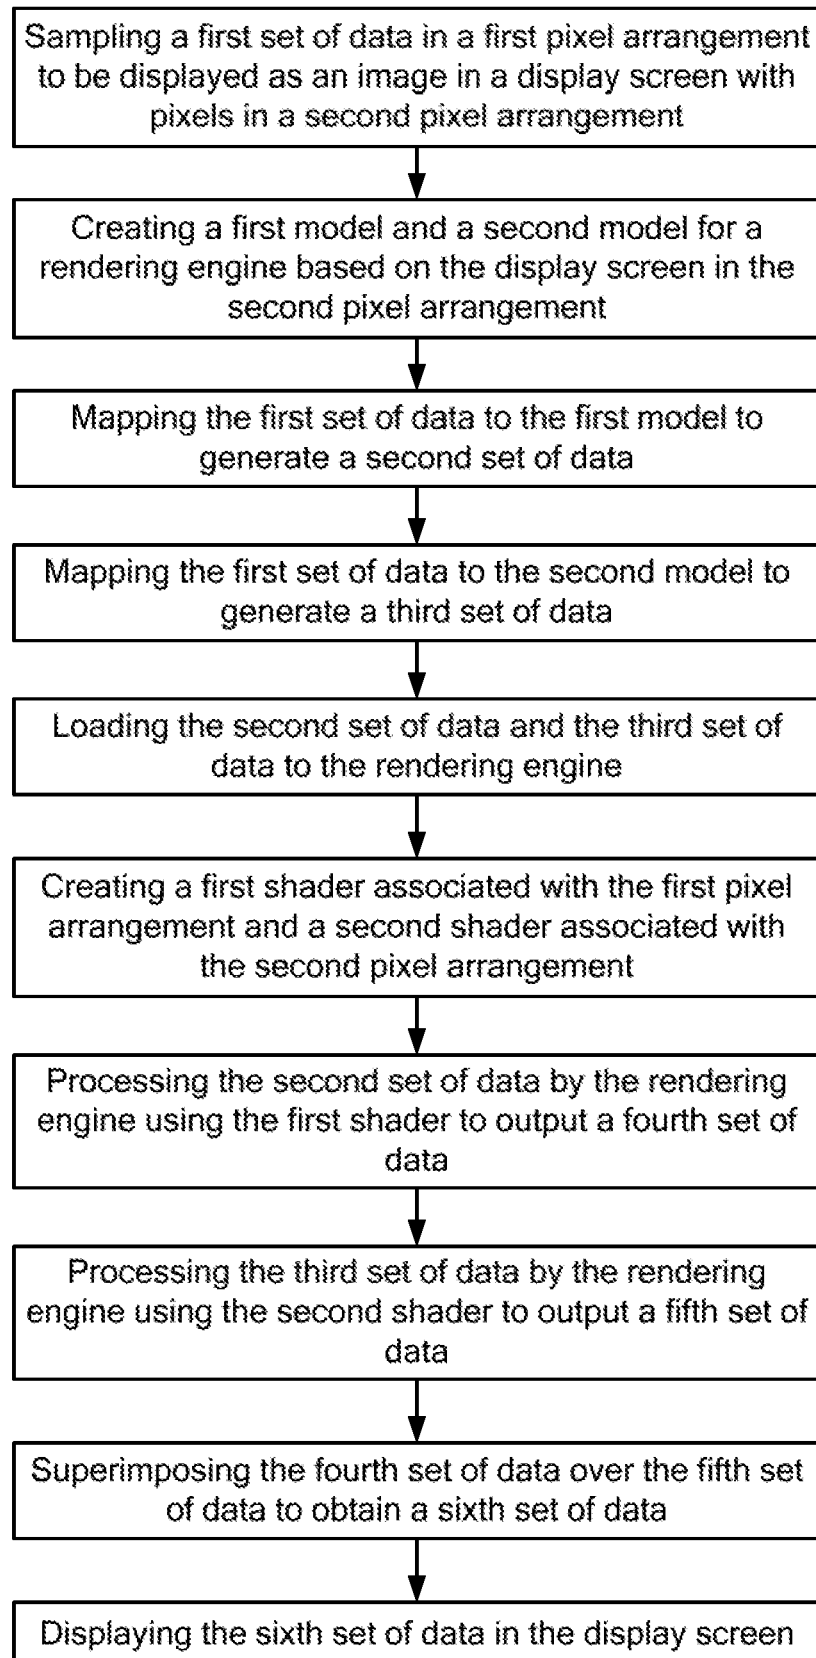 Sampling a first set of data in a first pixel arrangement
to be displayed as an image in a display screen with
pixels in a second pixel arrangement
Creating a first model and a second model for a
rendering engine based on the display screen in the
second pixel arrangement
Mapping the first set of data to the first model to
generate a second set of data
Mapping the first set of data to the second model to
generate a third set of data
Loading the second set of data and the third set of
data to the rendering engine
Creating a first shader associated with the first pixel
arrangement and a second shader associated with
the second pixel arrangement
Processing the second set of data by the rendering
engine using the first shader to output a fourth set of
data
Processing the third set of data by the rendering
engine using the second shader to output a fifth set of
data
Superimposing the fourth set of data over the fifth set
of data to obtain a sixth set of data
Displaying the sixth set of data in the display screen